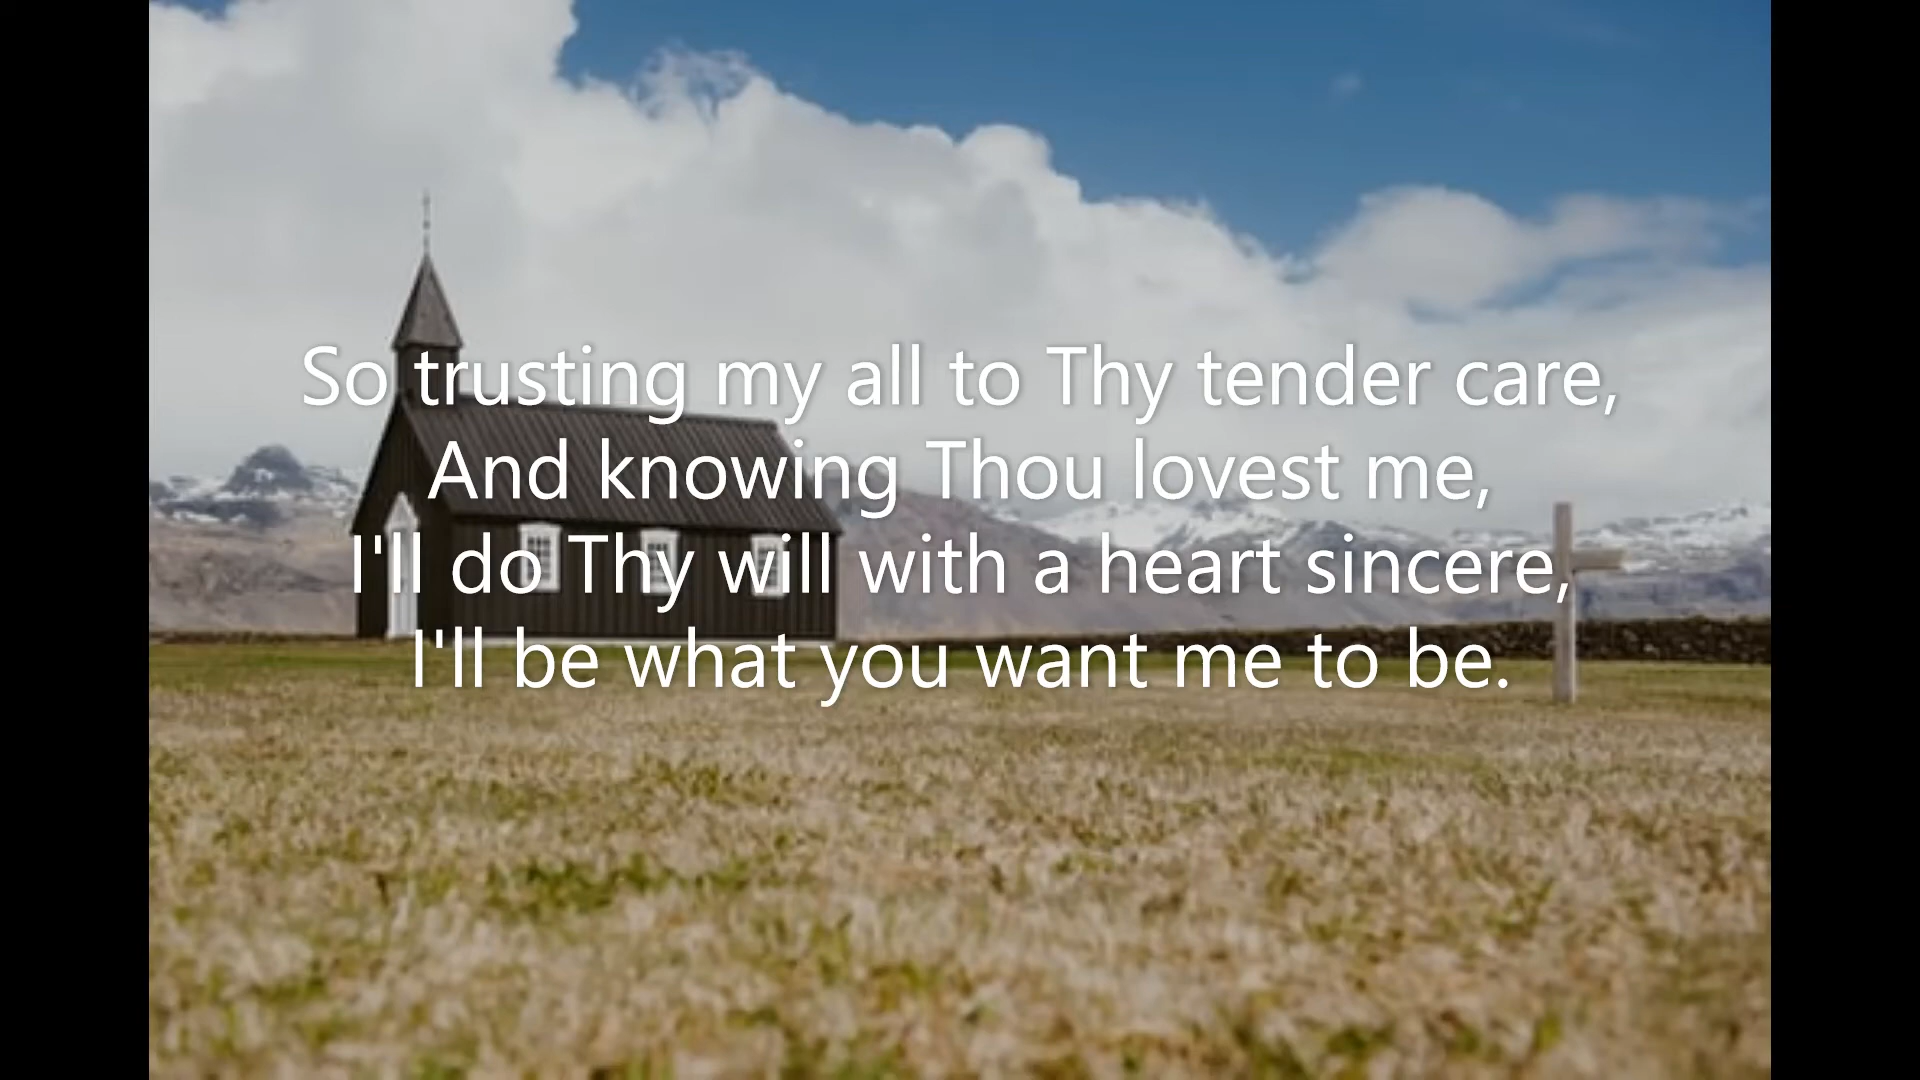 So trusting my all to Thy tender care,
And knowing Thou lovest me,
I'll do Thy will with a heart sincere,
I'll be what you want me to be.